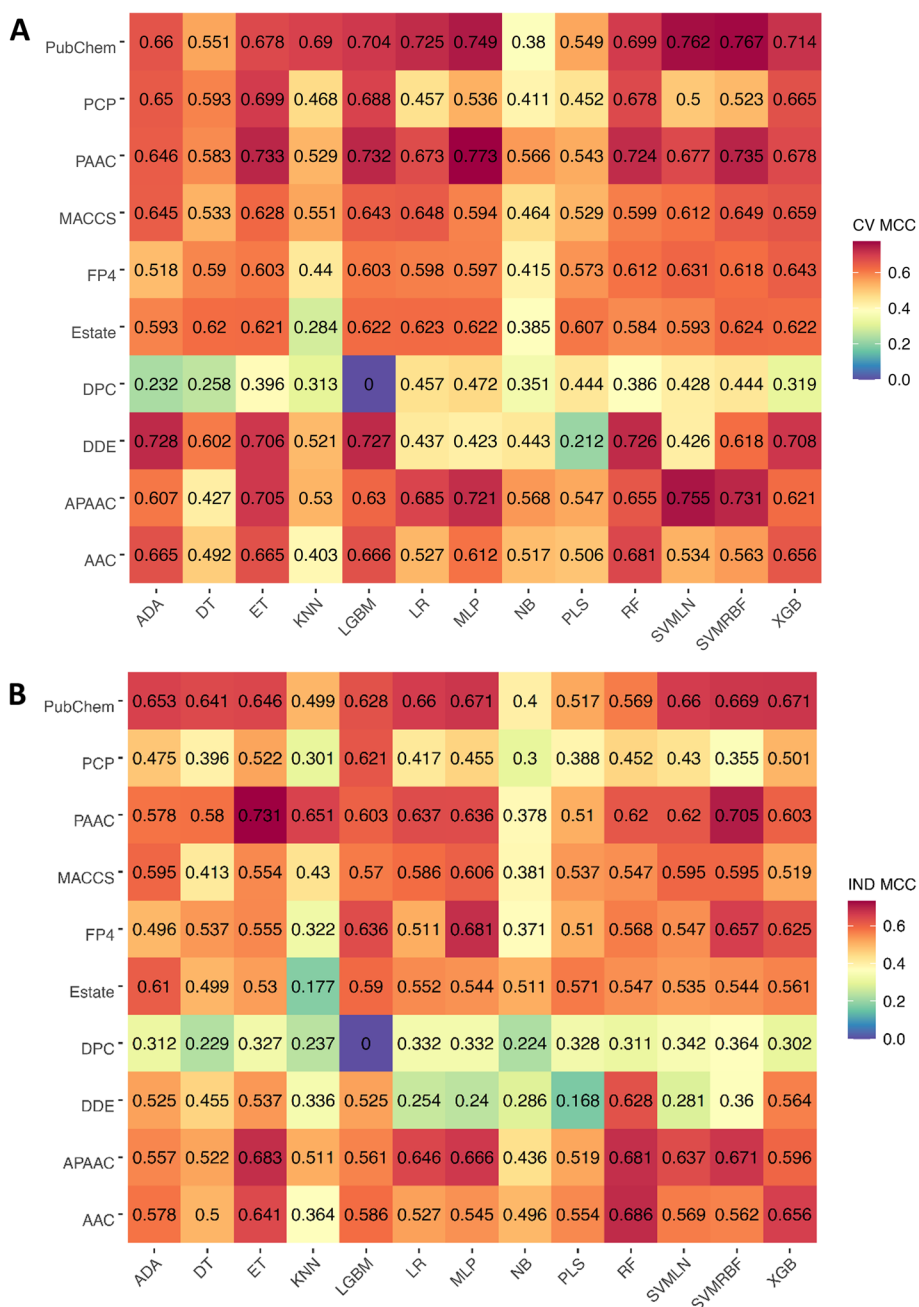 A
PubChem 0.66 0.551 0.678 0.69 0.704 0.725 0.749 0.38 0.549 0.699 0.762 0.767 0.714
PCP 0.65 0.593 0.699 0.468 0.688 0.457 0.536 0.411 0.452 0.678 0.5 0.523 0.665
PAAC 0.646 0.583 0.733 0.529 0.732 0.673 0.773 0.566 0.543 0.724 0.677 0.735 0.678
MACCS 0.645 0.533 0.628 0.551 0.643 0.648 0.594 0.464 0.529 0.599 0.612 0.649 0.659
FP4 0.518 0.59 0.603 0.44 0.603 0.598 0.597 0.415 0.573 0.612 0.631 0.618 0.643
Estate 0.593 0.62 0.621 0.284 0.622 0.623 0.622 0.385 0.607 0.584 0.593 0.624 0.622
DPC 0.232 0.258 0.396 0.313 0 0.457 0.472 0.351 0.444 0.386 0.428 0.444 0.319
DDE 0.728 0.602 0.706 0.521 0.727 0.437 0.423 0.443 0.212 0.726 0.426 0.618 0.708
APAAC 0.607 0.427 0.705 0.53 0.63 0.685 0.721 0.568 0.547 0.655 0.755 0.731 0.621
AAC 0.665 0.492 0.665 0.403 0.666 0.527 0.612 0.517 0.506 0.681 0.534 0.563 0.656
ADA DT ET KNN LGBM LR MLP NB PLS RF SVMLN SVMRBF XGB
CV MCC
0.6
0.4
0.2
0.0
B
PubChem 0.653 0.641 0.646 0.499 0.628 0.66 0.671 0.4 0.517 0.569 0.66 0.669 0.671
PCP 0.475 0.396 0.522 0.301 0.621 0.417 0.455 0.3 0.388 0.452 0.43 0.355 0.501
PAAC 0.578 0.58 0.731 0.651 0.603 0.637 0.636 0.378 0.51 0.62 0.62 0.705 0.603
MACCS 0.595 0.413 0.554 0.43 0.57 0.586 0.606 0.381 0.537 0.547 0.595 0.595 0.519
FP4 0.496 0.537 0.555 0.322 0.636 0.511 0.681 0.371 0.51 0.568 0.547 0.657 0.625
Estate 0.61 0.499 0.53 0.177 0.59 0.552 0.544 0.511 0.571 0.547 0.535 0.544 0.561
DPC 0.312 0.229 0.327 0.237 0 0.332 0.332 0.224 0.328 0.311 0.342 0.364 0.302
DDE 0.525 0.455 0.537 0.336 0.525 0.254 0.24 0.286 0.168 0.628 0.281 0.36 0.564
APAAC 0.557 0.522 0.683 0.511 0.561 0.646 0.666 0.436 0.519 0.681 0.637 0.671 0.596
AAC 0.578 0.5 0.641 0.364 0.586 0.527 0.545 0.496 0.554 0.686 0.569 0.562 0.656
ADA DT ET KNN LGBM LR MLP NB PLS RF SVMLN SVMRBF XGB
IND MCC
0.6
0.4
0.2
0.0